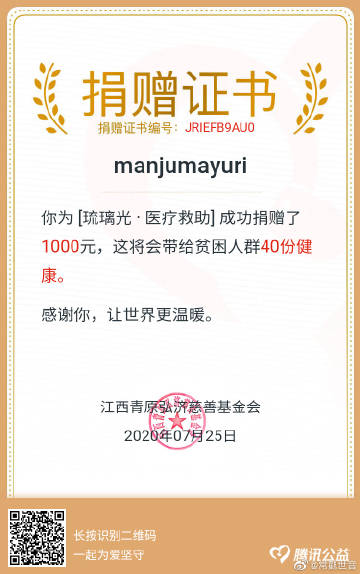 捐赠证书
捐赠证书编号：JRIEFB9AU0
manjumayuri
你为 [琉璃光 · 医疗救助] 成功捐赠了
1000元，这将会带给贫困人群40份健
康。
感谢你，让世界更温暖。
江西青原弘济慈善基金会
2020年07月25日
长按识别二维码
一起为爱坚守
腾讯公益
@常觀世音